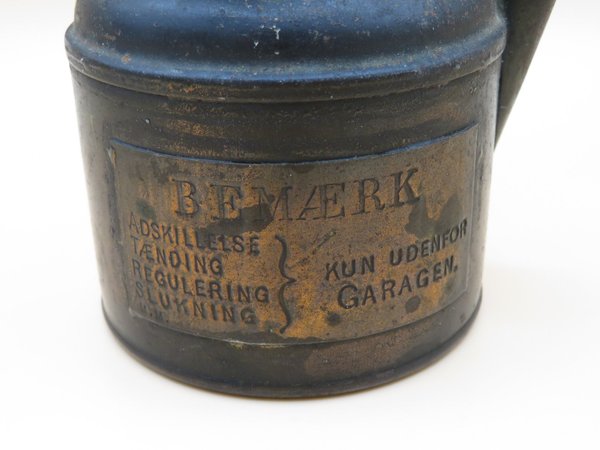 BEMÆRK
ADSKILLELSE
TÆNDING
REGULERING
SLUKNING
KUN UDENFOR
GARAGEN.